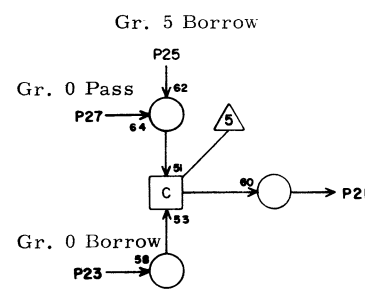 Gr. 5 Borrow
P25
Gr. 0 Pass
62
P27
64
5
51
C
60
P21
53
Gr. 0 Borrow
58
P23